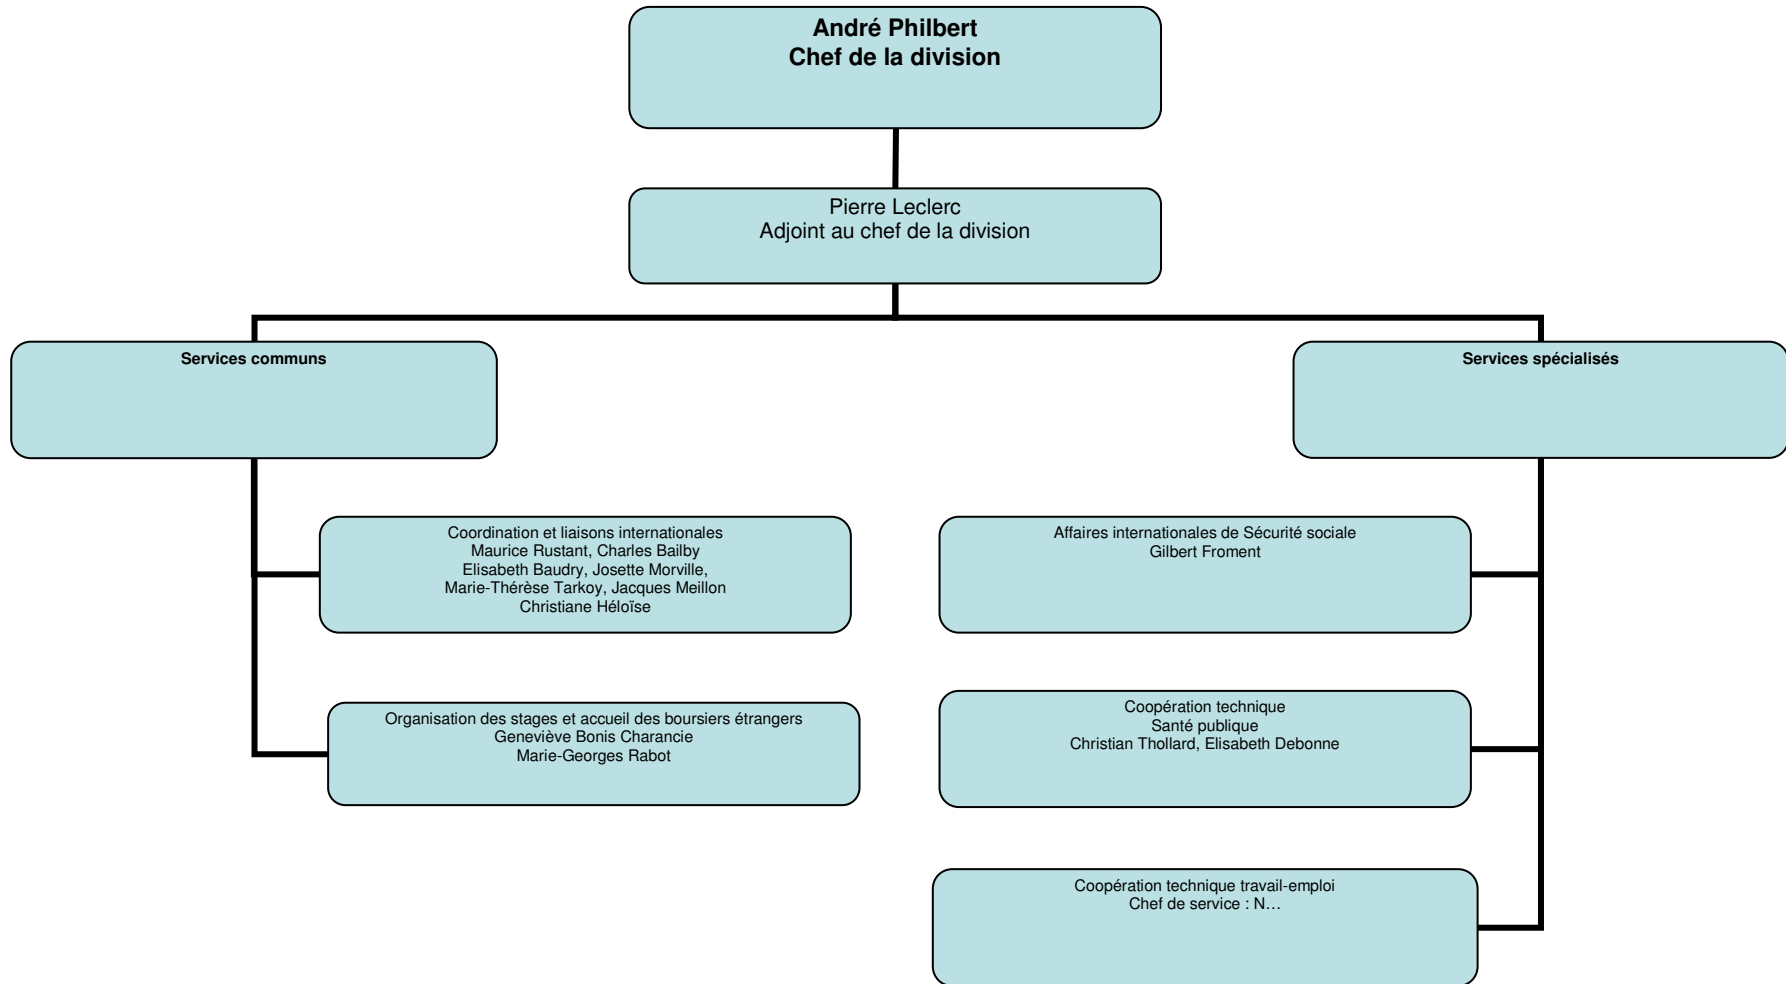 André Philbert
Chef de la division
Pierre Leclerc
Adjoint au chef de la division
Services communs
Services spécialisés
Coordination et liaisons internationales
Maurice Rustant, Charles Bailby
Elisabeth Baudry, Josette Morville,
Marie-Thérèse Tarkoy, Jacques Meillon
Christiane Héloïse
Affaires internationales de Sécurité sociale
Gilbert Froment
Organisation des stages et accueil des boursiers étrangers
Geneviève Bonis Charancie
Marie-Georges Rabot
Coopération technique
Santé publique
Christian Thollard, Elisabeth Debonne
Coopération technique travail-emploi
Chef de service : N…